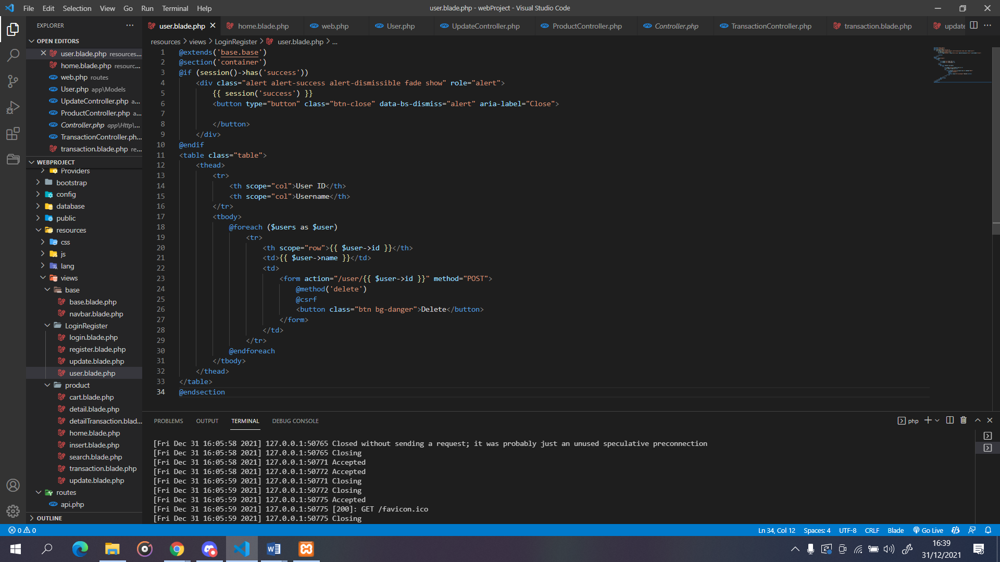 File Edit Selection View Go Run Terminal Help
user.blade.php - webProject - Visual Studio Code
EXPLORER
user.blade.php
home.blade.php
web.php
User.php
UpdateController.php
ProductController.php
Controller.php
TransactionController.php
transaction.blade.php
update
resources > views > LoginRegister > user.blade.php > ...
OPEN EDITORS
user.blade.php resources...
home.blade.php resourc...
web.php routes
User.php app\Models
UpdateController.php a...
ProductController.php a...
Controller.php app\Http\...
TransactionController.ph...
transaction.blade.php re...
WEBPROJECT
Providers
bootstrap
config
database
public
resources
css
js
lang
views
base
base.blade.php
navbar.blade.php
LoginRegister
login.blade.php
register.blade.php
update.blade.php
user.blade.php
product
cart.blade.php
detail.blade.php
detailTransaction.blad...
home.blade.php
insert.blade.php
search.blade.php
transaction.blade.php
update.blade.php
routes
api.php
OUTLINE
1 @extends('base.base')
2 @section('container')
3 @if (session()->has('success'))
4 <div class="alert alert-success alert-dismissible fade show" role="alert">
5 {{ session('success') }}
6 <button type="button" class="btn-close" data-bs-dismiss="alert" aria-label="Close">
7
8 </button>
9 </div>
10 @endif
11 <table class="table">
12 <thead>
13 <tr>
14 <th scope="col">User ID</th>
15 <th scope="col">Username</th>
16 </tr>
17 <tbody>
18 @foreach ($users as $user)
19 <tr>
20 <th scope="row">{{ $user->id }}</th>
21 <td>{{ $user->name }}</td>
22 <td>
23 <form action="/user/{{ $user->id }}" method="POST">
24 @method('delete')
25 @csrf
26 <button class="btn bg-danger">Delete</button>
27 </form>
28 </td>
29 </tr>
30 @endforeach
31 </tbody>
32 </thead>
33 </table>
34 @endsection
PROBLEMS OUTPUT TERMINAL DEBUG CONSOLE
php
[Fri Dec 31 16:05:58 2021] 127.0.0.1:50765 Closed without sending a request; it was probably just an unused speculative preconnection
[Fri Dec 31 16:05:58 2021] 127.0.0.1:50765 Closing
[Fri Dec 31 16:05:58 2021] 127.0.0.1:50771 Accepted
[Fri Dec 31 16:05:58 2021] 127.0.0.1:50772 Accepted
[Fri Dec 31 16:05:59 2021] 127.0.0.1:50771 Closing
[Fri Dec 31 16:05:59 2021] 127.0.0.1:50772 Closing
[Fri Dec 31 16:05:59 2021] 127.0.0.1:50775 Accepted
[Fri Dec 31 16:05:59 2021] 127.0.0.1:50775 [200]: GET /favicon.ico
[Fri Dec 31 16:05:59 2021] 127.0.0.1:50775 Closing
0 0
Ln 34, Col 12 Spaces: 4 UTF-8 CRLF Blade Go Live
16:39
31/12/2021